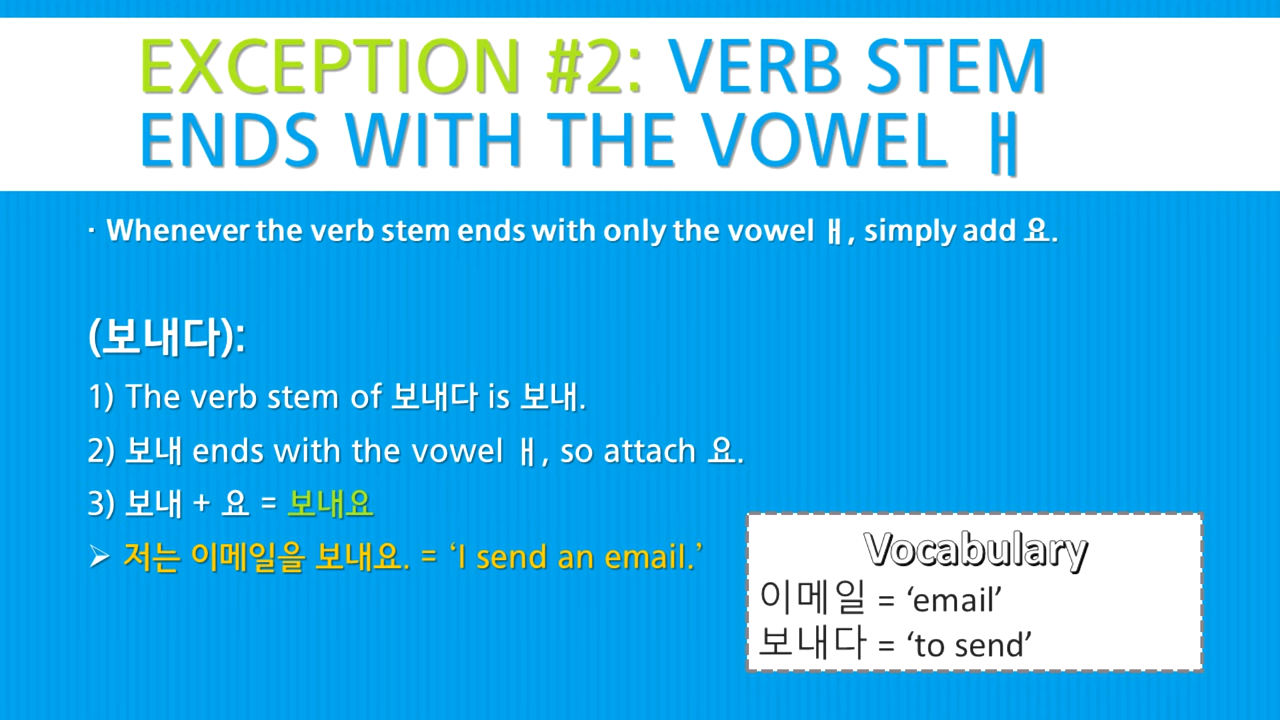 EXCEPTION #2: VERB STEM
ENDS WITH THE VOWEL ㅐ
· Whenever the verb stem ends with only the vowel ㅐ, simply add 요.
(보내다):
1) The verb stem of 보내다 is 보내.
2) 보내 ends with the vowel ㅐ, so attach 요.
3) 보내 + 요 = 보내요
➢ 저는 이메일을 보내요. = ‘I send an email.’
Vocabulary
이메일 = ‘email’
보내다 = ‘to send’